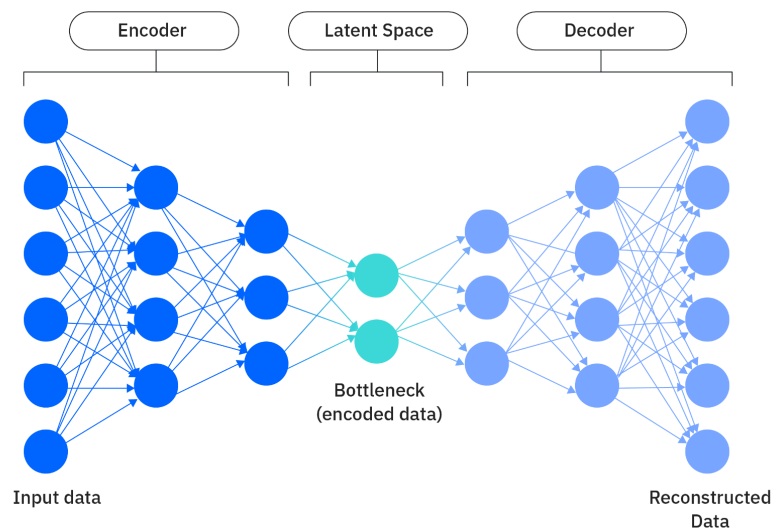 Encoder
Latent Space
Decoder
Bottleneck
(encoded data)
Input data
Reconstructed
Data